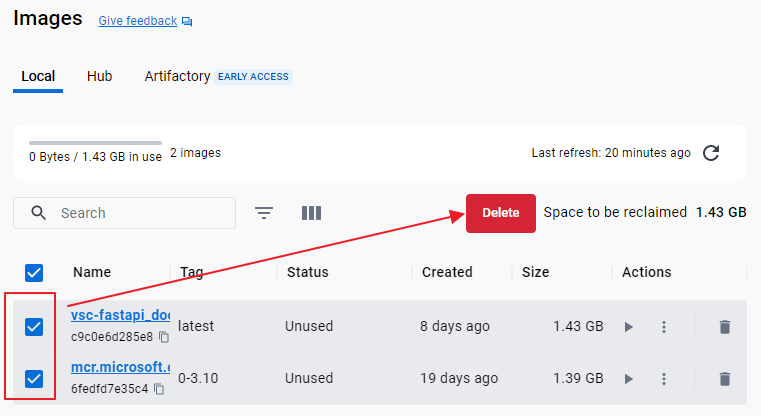 Images Give feedback
Local Hub Artifactory EARLY ACCESS
0 Bytes / 1.43 GB in use 2 images Last refresh: 20 minutes ago
Search Delete Space to be reclaimed 1.43 GB
Name Tag Status Created Size Actions
vsc-fastapi_doc latest Unused 8 days ago 1.43 GB
c9c0e6d285e8
mcr.microsoft.c 0-3.10 Unused 19 days ago 1.39 GB
6fedfd7e35c4